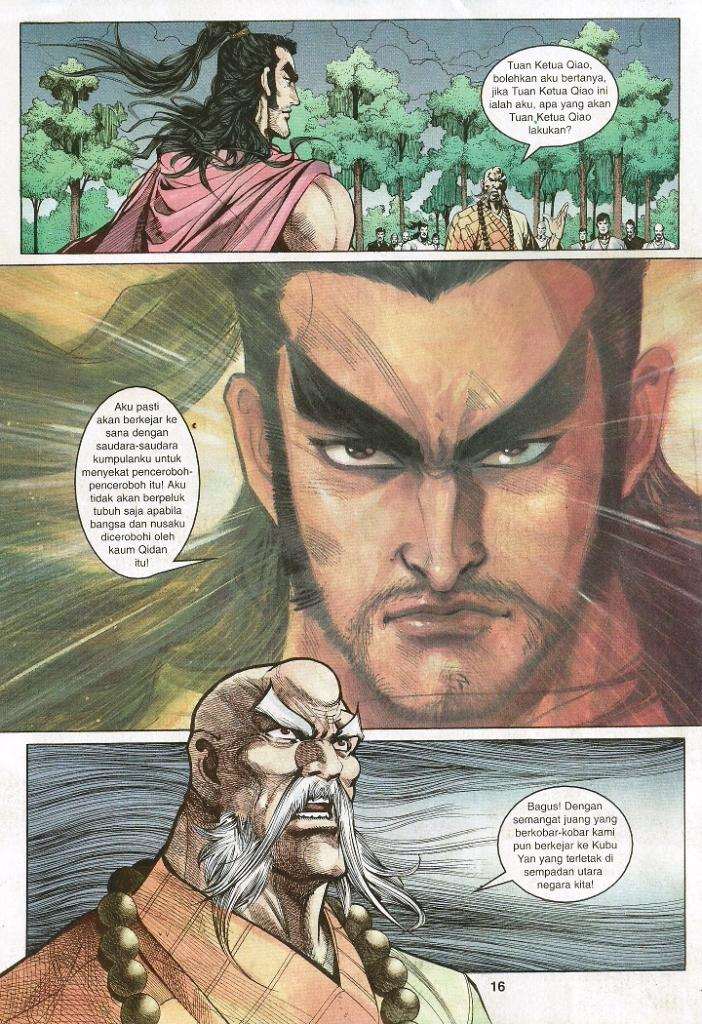 Tuan Ketua Qiao,
bolehkan aku bertanya,
jika Tuan Ketua Qiao ini
ialah aku, apa yang akan
Tuan Ketua Qiao
lakukan?
Aku pasti
akan berkejar ke
sana dengan
saudara-saudara
kumpulanku untuk
menyekat penceroboh-
penceroboh itu! Aku
tidak akan berpeluk
tubuh saja apabila
bangsa dan nusaku
dicerobohi oleh
kaum Qidan
itu!
Bagus! Dengan
semangat juang yang
berkobar-kobar kami
pun berkejar ke Kubu
Yan yang terletak di
sempadan utara
negara kita!
16